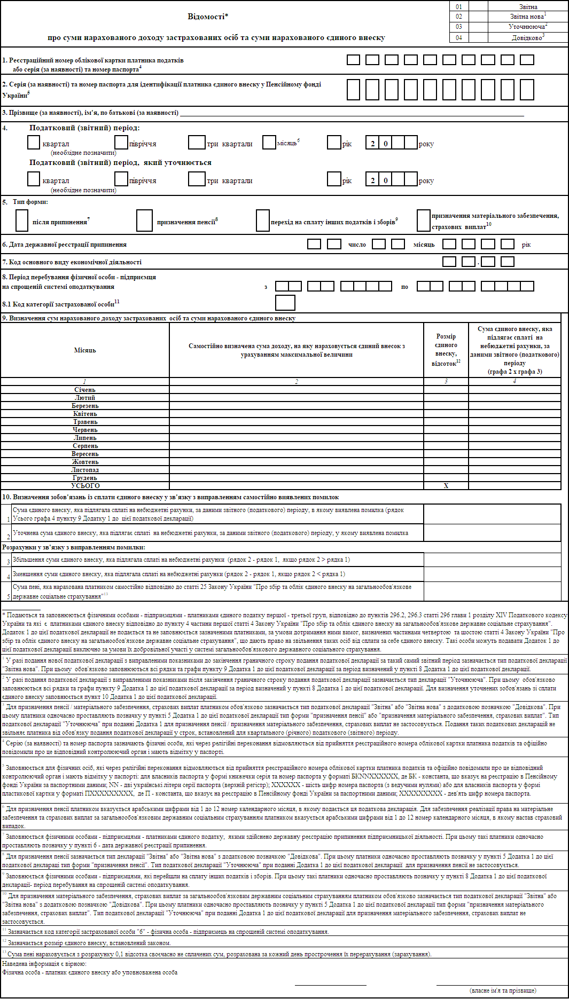 Відомості*
про суми нарахованого доходу застрахованих осіб та суми нарахованого єдиного внеску
01 Звітна
02 Звітна нова1
03 Уточнююча2
04 Довідково3
1. Реєстраційний номер облікової картки платника податків
або серія (за наявності) та номер паспорта4
2. Серія (за наявності) та номер паспорта для ідентифікації платника єдиного внеску у Пенсійному фонді
України5
3. Прізвище (за наявності), ім'я, по батькові (за наявності)
4. Податковий (звітний) період:
квартал півріччя три квартали місяць6 рік 2 0 року
(необхідне позначити)
Податковий (звітний) період, який уточнюється
квартал півріччя три квартали рік 2 0 року
(необхідне позначити)
5. Тип форми:
після припинення7 призначення пенсії8 перехід на сплату інших податків і зборів9 призначення матеріального забезпечення,
страхових виплат10
6. Дата державної реєстрації припинення число місяць рік
7. Код основного виду економічної діяльності .
8. Період перебування фізичної особи - підприємця
на спрощеній системі оподаткування з по
8.1 Код категорії застрахованої особи11
9. Визначення сум нарахованого доходу застрахованих осіб та суми нарахованого єдиного внеску
Місяць
Самостійно визначена сума доходу, на яку нараховується єдиний внесок з
урахуванням максимальної величини
Розмір
єдиного
внеску,
відсоток12
Сума єдиного внеску, яка
підлягає сплаті на
небюджетні рахунки, за
даними звітного (податкового)
періоду
(графа 2 х графа 3)
1 2 3 4
Січень
Лютий
Березень
Квітень
Травень
Червень
Липень
Серпень
Вересень
Жовтень
Листопад
Грудень
УСЬОГО Х
10. Визначення зобов'язань із сплати єдиного внеску у зв'язку з виправленням самостійно виявлених помилок
1 Сума єдиного внеску, яка підлягала сплаті на небюджетні рахунки, за даними звітного (податкового) періоду, в якому виявлена помилка (рядок
Усього графа 4 пункту 9 Додатку 1 до цієї податкової декларації)
2 Уточнена сума єдиного внеску, яка підлягає сплаті на небюджетні рахунки, за даними звітного (податкового) періоду, у якому виявлена помилка
Розрахунки у зв'язку з виправленням помилки:
3 Збільшення суми єдиного внеску, яка підлягала сплаті на небюджетні рахунки (рядок 2 - рядок 1, якщо рядок 2 > рядка 1)
4 Зменшення суми єдиного внеску, яка підлягала сплаті на небюджетні рахунки (рядок 2 - рядок 1, якщо рядок 2 < рядка 1)
5 Сума пені, яка нарахована платником самостійно відповідно до статті 25 Закону України "Про збір та облік єдиного внеску на загальнообов'язкове
державне соціальне страхування"13
* Подаються та заповнюються фізичними особами - підприємцями - платниками єдиного податку першої - третьої груп, відповідно до пунктів 296.2, 296.3 статті 296 глави 1 розділу XIV Податкового кодексу
України та які є платниками єдиного внеску відповідно до пункту 4 частини першої статті 4 Закону України "Про збір та облік єдиного внеску на загальнообов'язкове державне соціальне страхування".
Додаток 1 до цієї податкової декларації не подається та не заповнюється зазначеними платниками, за умови дотримання ними вимог, визначених частинами четвертою та шостою статті 4 Закону України "Про
збір та облік єдиного внеску на загальнообов'язкове державне соціальне страхування", що дають право на звільнення таких осіб від сплати за себе єдиного внеску. Такі особи можуть подавати Додаток 1 до
цієї податкової декларації виключно за умови їх добровільної участі у системі загальнообов'язкового державного соціального страхування.
1 У разі подання нової податкової декларації з виправленими показниками до закінчення граничного строку подання податкової декларації за такий самий звітний період зазначається тип податкової декларації
"Звітна нова". При цьому обов'язково заповнюються всі рядки та графи пункту 9 Додатка 1 до цієї податкової декларації за період визначений у пункті 8 Додатка 1 до цієї податкової декларації.
2 У разі подання податкової декларації з виправленими показниками після закінчення граничного строку подання податкової декларації зазначається тип декларації "Уточнююча". При цьому обов'язково
заповнюються всі рядки та графи пункту 9 Додатка 1 до цієї податкової декларації за період визначений у пункті 8 Додатка 1 до цієї податкової декларації. Для визначення уточнених зобов'язань зі сплати
єдиного внеску заповнюється пункт 10 Додатка 1 до цієї податкової декларації.
3 Для призначення пенсії / матеріального забезпечення, страхових виплат платником обов'язково зазначається тип податкової декларації "Звітна" або "Звітна нова" з додатковою позначкою "Довідкова". При
цьому платники одночасно проставляють позначку у пункті 5 Додатка 1 до цієї податкової декларації тип форми "призначення пенсії" або "призначення матеріального забезпечення, страхових виплат". Тип
податкової декларації "Уточнююча" при поданні Додатка 1 для призначення пенсії / призначення матеріального забезпечення, страхових виплат не застосовується. Подання таких податкових декларацій не
звільняє платника від обов'язку подання податкової декларації у строк, встановлений для квартального (річного) податкового (звітного) періоду.
4 Серію (за наявності) та номер паспорта зазначають фізичні особи, які через релігійні переконання відмовляються від прийняття реєстраційного номера облікової картки платника податків та офіційно
повідомили про це відповідний контролюючий орган і мають відмітку у паспорті.
5 Заповнюється для фізичних осіб, які через релігійні переконання відмовляються від прийняття реєстраційного номера облікової картки платника податків та офіційно повідомили про це відповідний
контролюючий орган і мають відмітку у паспорті: для власників паспорта у формі книжечки серія та номер паспорта у форматі БКNNXXXXXX, де БК - константа, що вказує на реєстрацію в Пенсійному
фонді України за паспортними даними; NN - дві українські літери серії паспорта (верхній регістр); XXXXXX - шість цифр номера паспорта (з ведучими нулями) або для власників паспорта у формі
пластикової картки у форматі ПХХХХХХХХХ, де П - константа, що вказує на реєстрацію в Пенсійному фонді України за паспортними даними; ХХХХХХХХХ - дев'ять цифр номера паспорта.
6 Для призначення пенсії платником вказується арабськими цифрами від 1 до 12 номер календарного місяця, в якому подається ця податкова декларація. Для забезпечення реалізації права на матеріальне
забезпечення та страхових виплат за загальнообов'язковим державним соціальним страхуванням платником вказується арабськими цифрами від 1 до 12 номер календарного місяця, в якому настав страховий
випадок.
7 Заповнюється фізичними особами - підприємцями - платниками єдиного податку, якими здійснено державну реєстрацію припинення підприємницької діяльності. При цьому такі платники одночасно
проставляють позначку у пункті 6 - дата державної реєстрації припинення.
8 Для призначення пенсії зазначається тип декларації "Звітна" або "Звітна нова" з додатковою позначкою "Довідкова". При цьому платники одночасно проставляють позначку у пункті 5 Додатка 1 до цієї
податкової деклараці тип форми "призначення пенсії". Тип податкової декларації "Уточнююча" при поданні Додатка 1 до цієї податкової декларації для призначення пенсії не застосовується.
9 Заповнюється фізичними особами - підприємцями, які перейшли на сплату інших податків і зборів. При цьому такі платники одночасно проставляють позначку у пункті 8 Додатка 1 до цієї податкової
декларації- період перебування на спрощеній системі оподаткування.
10 Для призначення матеріального забезпечення, страхових виплат за загальнообов'язковим державним соціальним страхуванням платником обов'язково зазначається тип податкової декларації "Звітна" або
"Звітна нова" з додатковою позначкою "Довідкова". При цьому платники одночасно проставляють позначку у пункті 5 Додатка 1 до цієї податкової декларації тип форми "призначення матеріального
забезпечення, страхових виплат". Тип податкової декларації "Уточнююча" при поданні Додатка 1 до цієї податкової декларації для призначення матеріального забезпечення, страхових виплат не
застосовується.
11 Зазначається код категорії застрахованої особи "6" - фізична особа - підприємець на спрощеній системі оподаткування.
12 Зазначається розмір єдиного внеску, встановлений законом.
13 Сума пені нараховується з розрахунку 0,1 відсотка своєчасно не сплачених сум, розрахована за кожний день прострочення їх перерахування (зарахування).
Наведена інформація є вірною:
Фізична особа - платник єдиного внеску або уповноважена особа
(власне ім'я та прізвище)